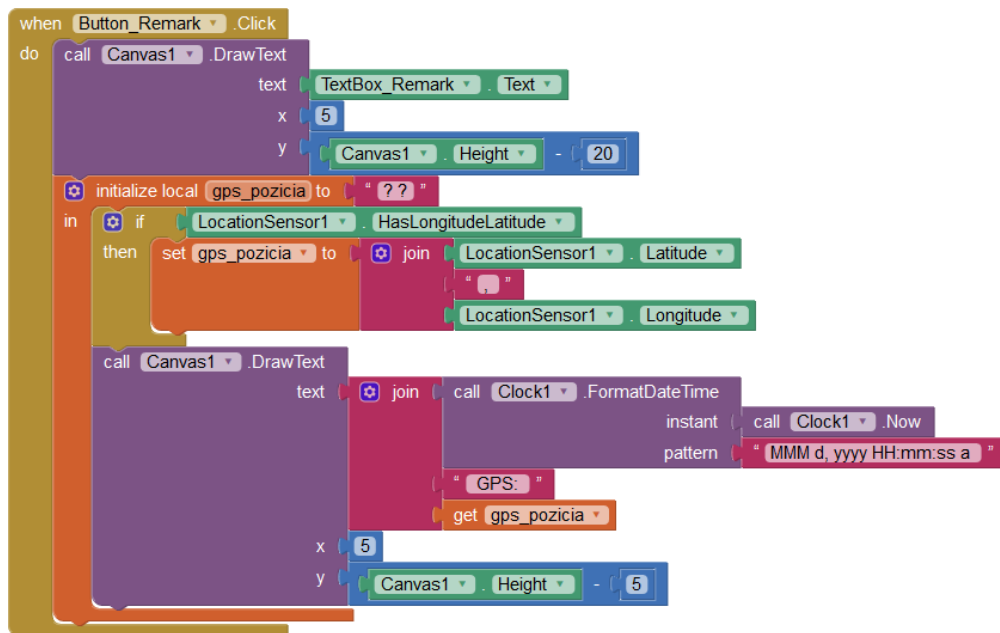 when Button_Remark .Click
do call Canvas1 .DrawText
text TextBox_Remark . Text
x 5
y Canvas1 . Height - 20
initialize local gps_pozicia to " ? ? "
in if LocationSensor1 . HasLongitudeLatitude
then set gps_pozicia to join LocationSensor1 . Latitude
" , "
LocationSensor1 . Longitude
call Canvas1 .DrawText
text join call Clock1 .FormatDateTime
instant call Clock1 .Now
pattern " MMM d, yyyy HH:mm:ss a "
" GPS: "
get gps_pozicia
x 5
y Canvas1 . Height - 5